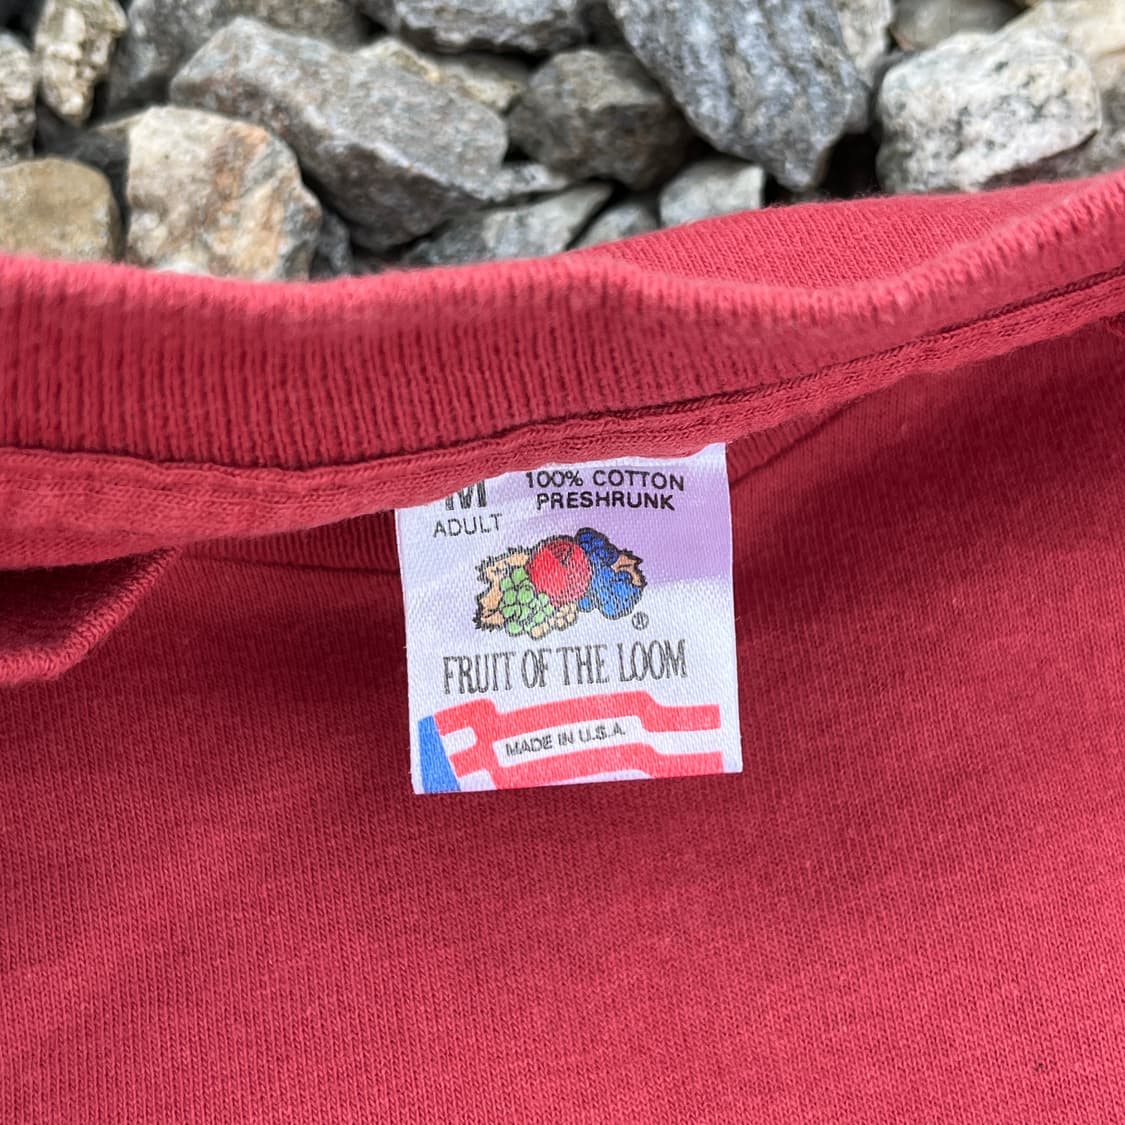 M
ADULT
100% COTTON
PRESHRUNK
®
FRUIT OF THE LOOM
MADE IN U.S.A.